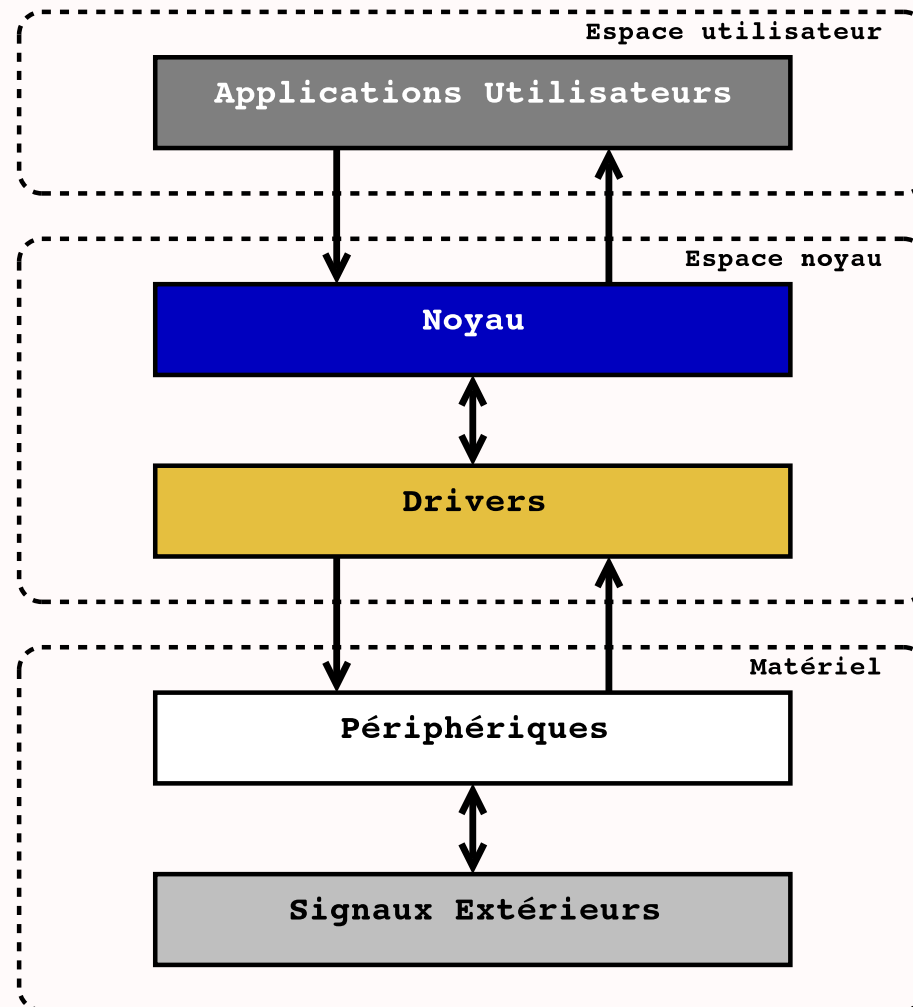 Espace utilisateur
Applications Utilisateurs
Espace noyau
Noyau
Drivers
Matériel
Périphériques
Signaux Extérieurs